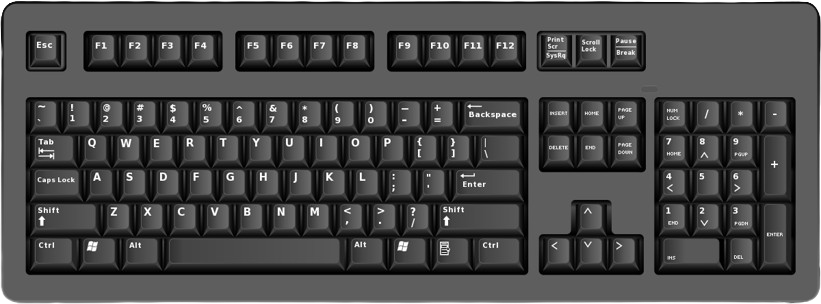 Esc F1 F2 F3 F4 F5 F6 F7 F8 F9 F10 F11 F12 Print Scr SysRq Scroll Lock Pause Break
~ ` ! 1 @ 2 # 3 $ 4 % 5 ^ 6 & 7 * 8 ( 9 ) 0 _ - + = Backspace INSERT HOME PAGE UP NUM LOCK / * -
Tab Q W E R T Y U I O P { [ } ] | \ DELETE END PAGE DOWN 7 HOME 8 9 PGUP +
Caps Lock A S D F G H J K L : ; " ' Enter 4 < 5 6 >
Shift Z X C V B N M < , > . ? / Shift 1 END 2 3 PGDN ENTER
Ctrl Alt Alt Ctrl INS DEL